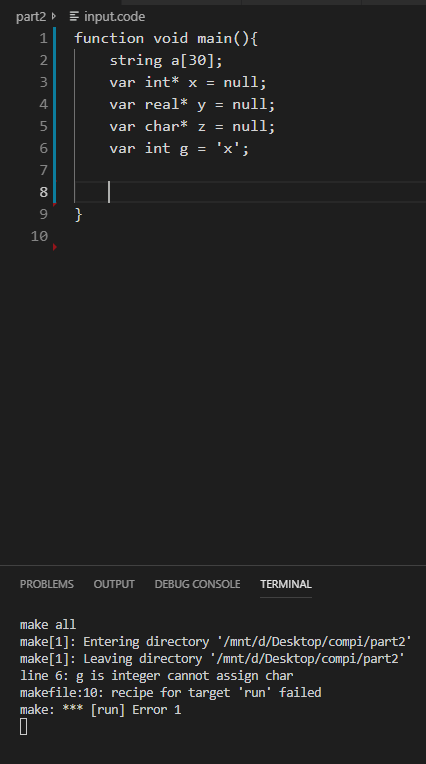 part2 input.code
1 function void main(){
2 string a[30];
3 var int* x = null;
4 var real* y = null;
5 var char* z = null;
6 var int g = 'x';
7
8
9 }
10
PROBLEMS OUTPUT DEBUG CONSOLE TERMINAL
make all
make[1]: Entering directory '/mnt/d/Desktop/compi/part2'
make[1]: Leaving directory '/mnt/d/Desktop/compi/part2'
line 6: g is integer cannot assign char
makefile:10: recipe for target 'run' failed
make: *** [run] Error 1